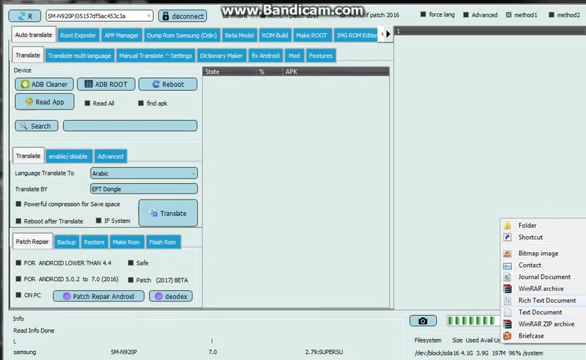 www.Bandicam.com
R
SM-N920P|05157df5ac453c3a
disconnect
half patch 2016
force lang
Dictionary
method1
method2
Auto translate
Root Exproler
APP Manager
Dump Rom Samsung (Odin)
Beta Model
ROM Build
Make ROOT
IMG ROM Editor
1
Translate
Translate multi language
Manual Translate ^ Settings
Dictionary Maker
fix Android
Mod
Features
Device
State
%
APK
ADB Cleaner
ADB ROOT
Reboot
Read App
Read All
find apk
Search
Translate
enable/ disable
Advanced
Language Translate To
Arabic
Translate BY
EFT Dongle
Powerful compression for Save space
Reboot after Translate
IF System
Translate
Patch Repair
Backup
Restore
Make Rom
Flash Rom
FOR ANDROID LOWER THAN 4.4
Safe
FOR ANDROID 5.0.2 to 7.0 (2016)
Patch (2017) BETA
ON PC
Patch Repair Android
deodex
Folder
Shortcut
Bitmap image
Contact
Journal Document
WinRAR archive
Rich Text Document
Text Document
WinRAR ZIP archive
Briefcase
Info
Read Info Done
samsung
SM-N920P
7.0
2.79:SUPERSU
Filesystem
Size
Used
/dev/block/sda16 4.1G 3.9G 197M 96% /system